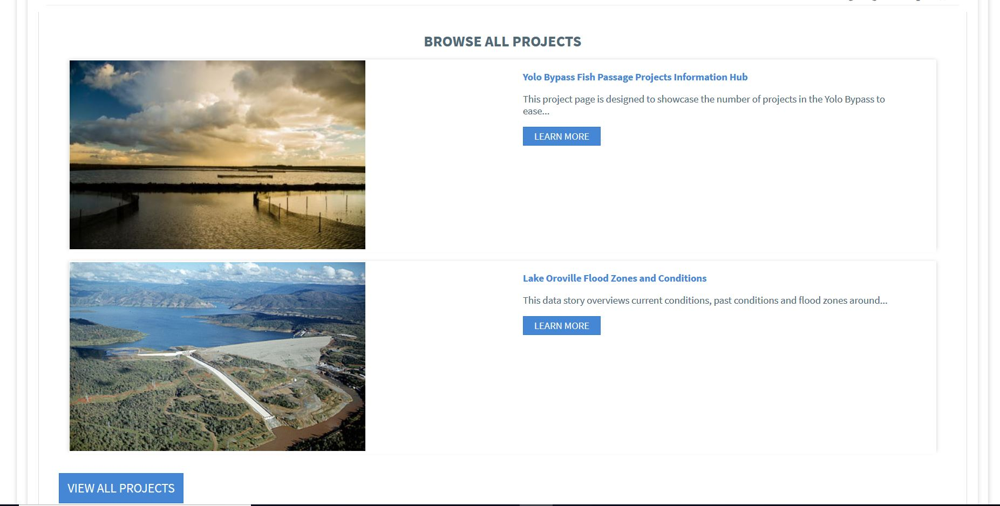 BROWSE ALL PROJECTS
Yolo Bypass Fish Passage Projects Information Hub
This project page is designed to showcase the number of projects in the Yolo Bypass to
ease...
LEARN MORE
Lake Oroville Flood Zones and Conditions
This data story overviews current conditions, past conditions and flood zones around...
LEARN MORE
VIEW ALL PROJECTS